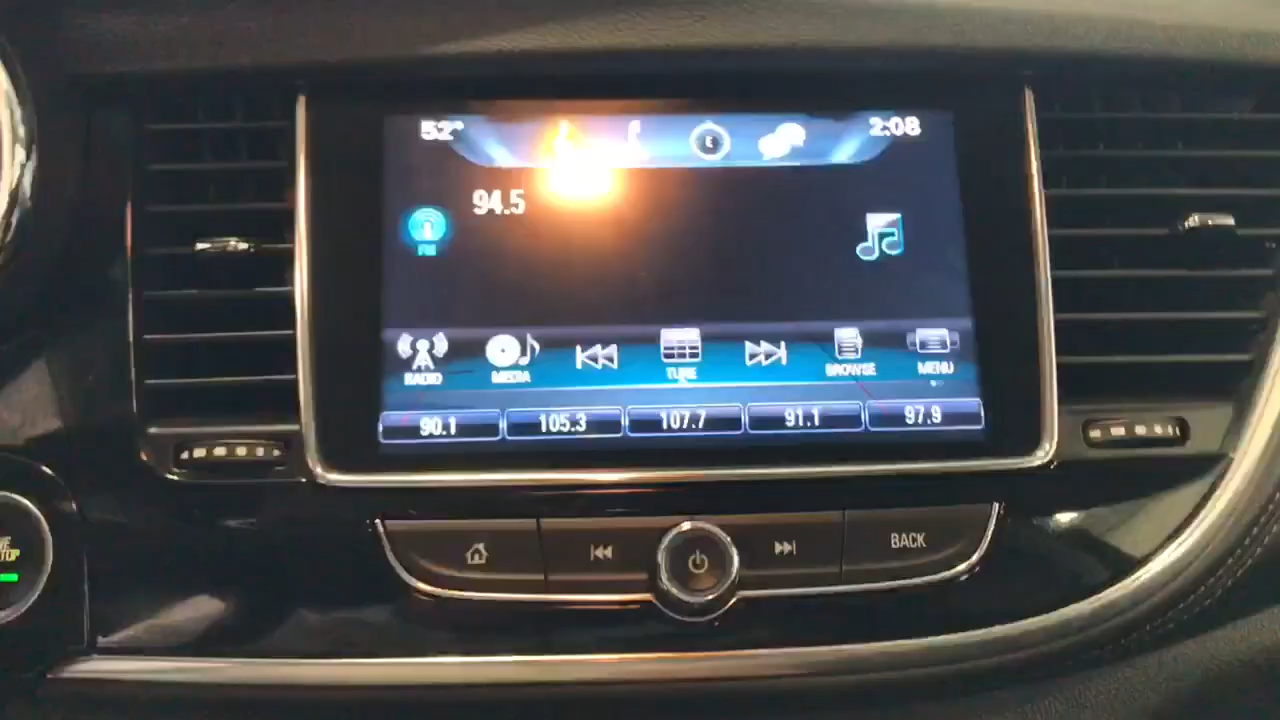 52°
2:08
94.5
FM
RADIO
MEDIA
TUNE
BROWSE
MENU
90.1
105.3
107.7
91.1
97.9
BACK